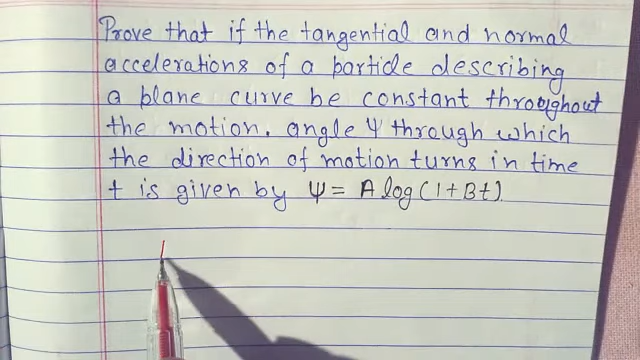 Prove that if the tangential and normal
accelerations of a particle describing
a plane curve be constant throughout
the motion, angle Ψ through which
the direction of motion turns in time
t is given by Ψ = A log (1+Bt)